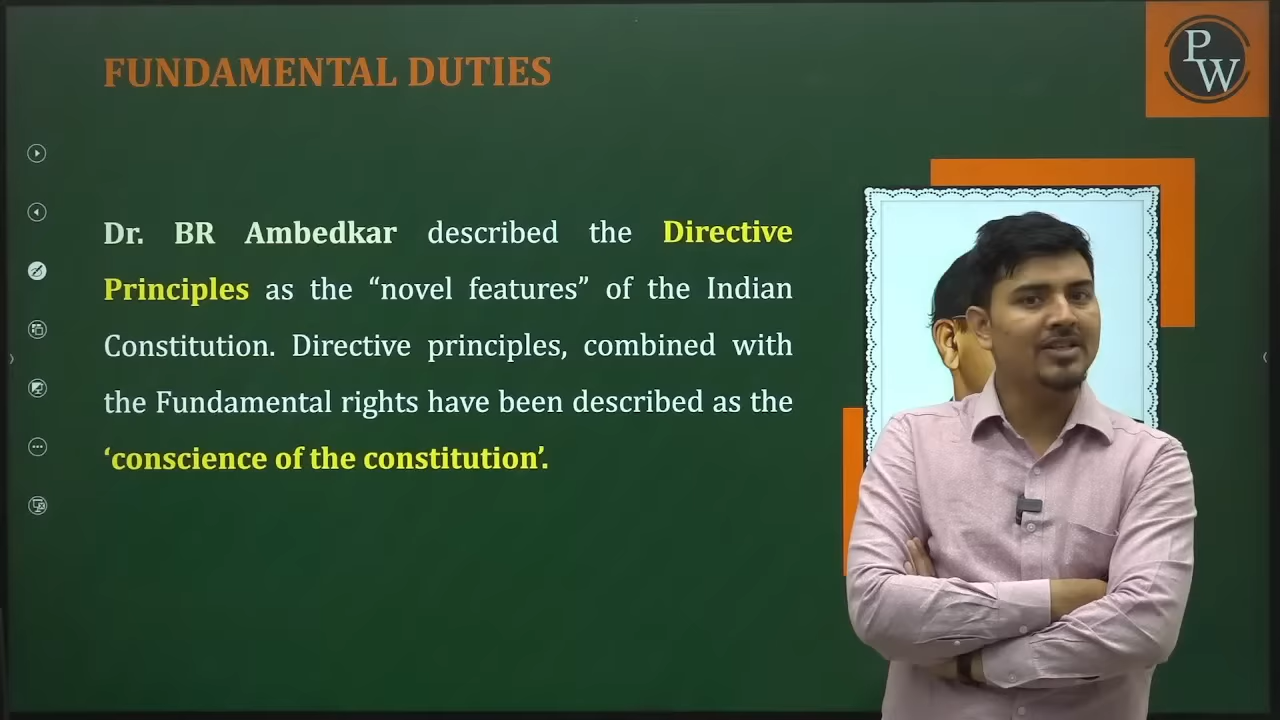 FUNDAMENTAL DUTIES
P
W
Dr. BR Ambedkar described the Directive
Principles as the “novel features” of the Indian
Constitution. Directive principles, combined with
the Fundamental rights have been described as the
‘conscience of the constitution’.